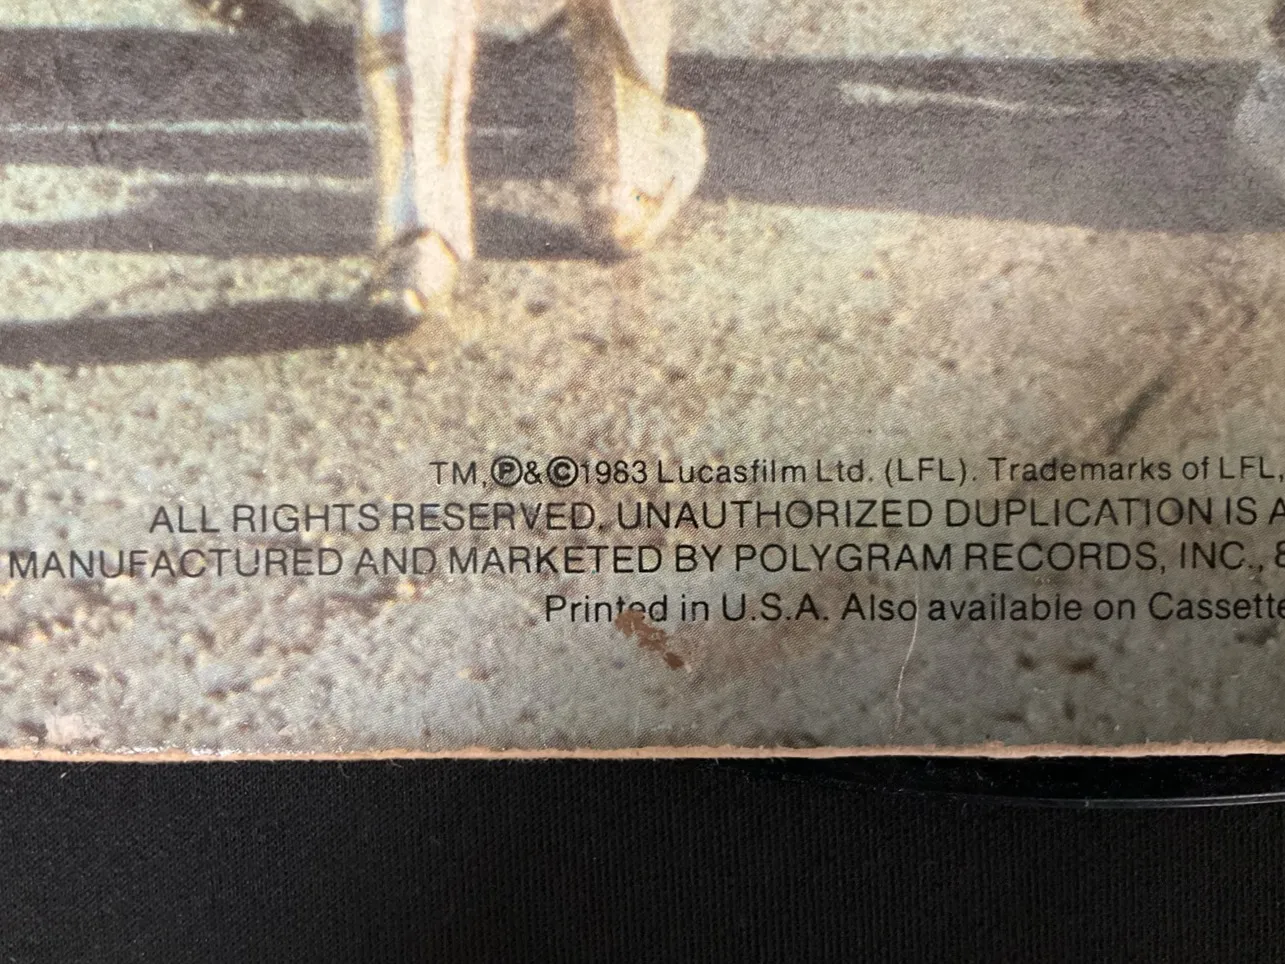 TM,Ⓟ&©1983 Lucasfilm Ltd. (LFL). Trademarks of LFL,
ALL RIGHTS RESERVED. UNAUTHORIZED DUPLICATION IS A
MANUFACTURED AND MARKETED BY POLYGRAM RECORDS, INC., 8
Printed in U.S.A. Also available on Cassette